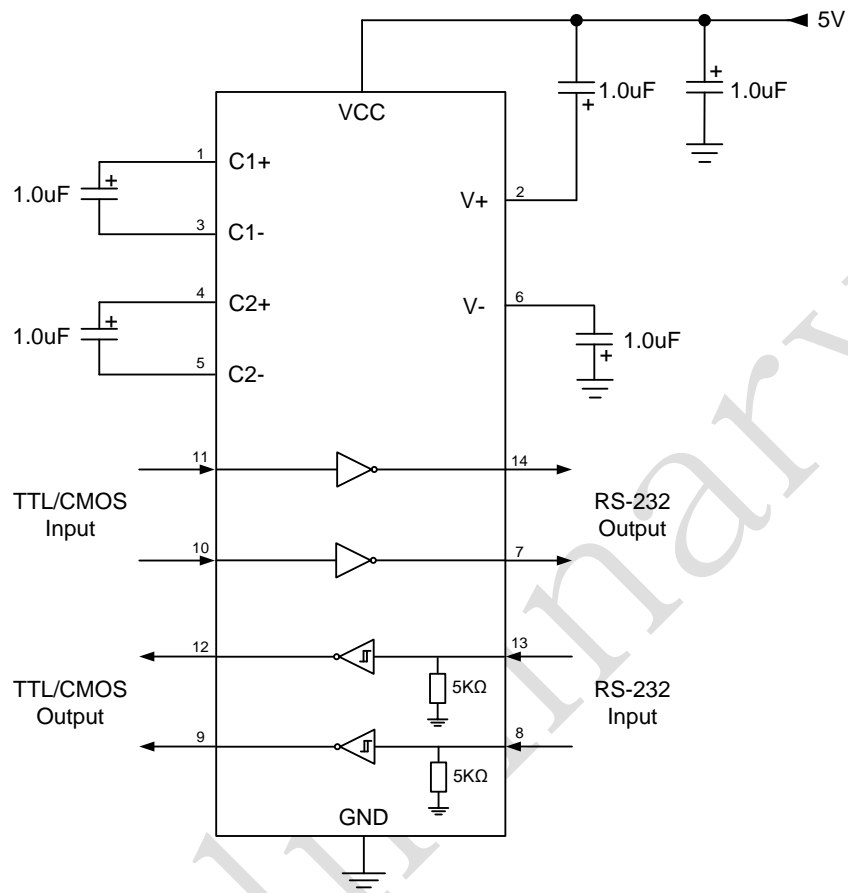 5V
1.0uF
1.0uF
VCC
1
C1+
1.0uF
3
C1-
V+
2
4
C2+
1.0uF
5
C2-
V-
6
1.0uF
11
14
TTL/CMOS
Input
RS-232
Output
10
7
12
13
TTL/CMOS
Output
5KΩ
RS-232
Input
9
8
5KΩ
GND